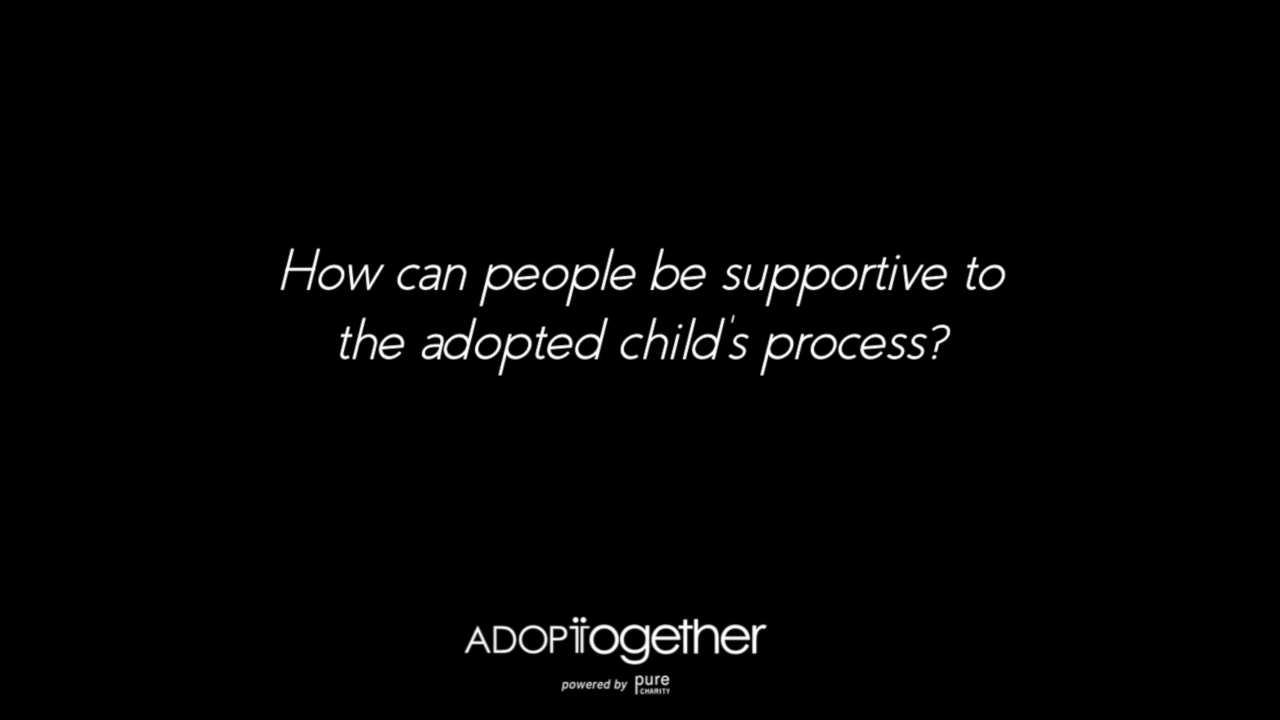 How can people be supportive to
the adopted child's process?
ADOPTTogether
powered by pure CHARITY